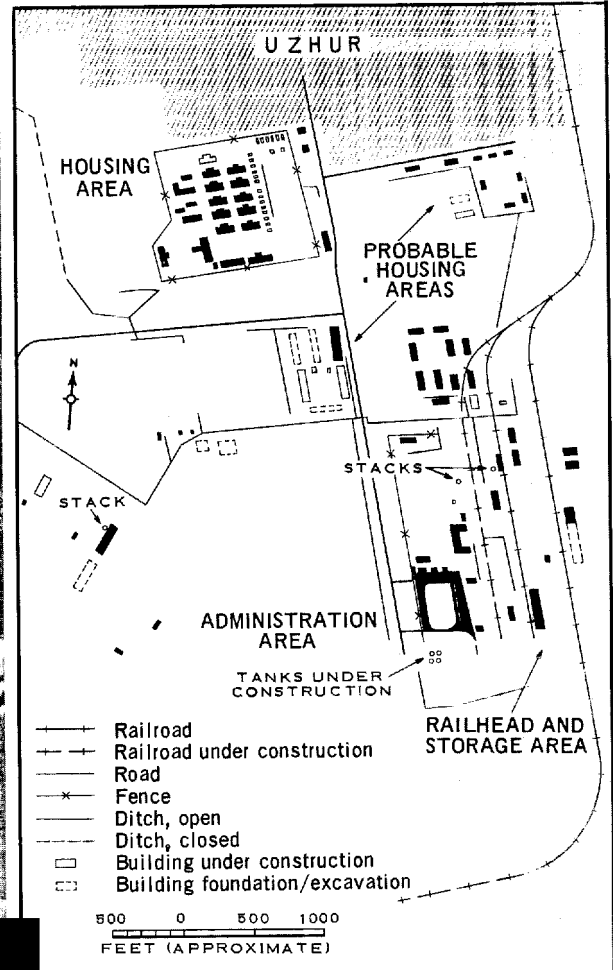 UZHUR
HOUSING
AREA
PROBABLE
HOUSING
AREAS
N
STACKS
STACK
ADMINISTRATION
AREA
TANKS UNDER
CONSTRUCTION
RAILHEAD AND
STORAGE AREA
Railroad
Railroad under construction
Road
Fence
Ditch, open
Ditch, closed
Building under construction
Building foundation/excavation
500 0 500 1000
FEET (APPROXIMATE)